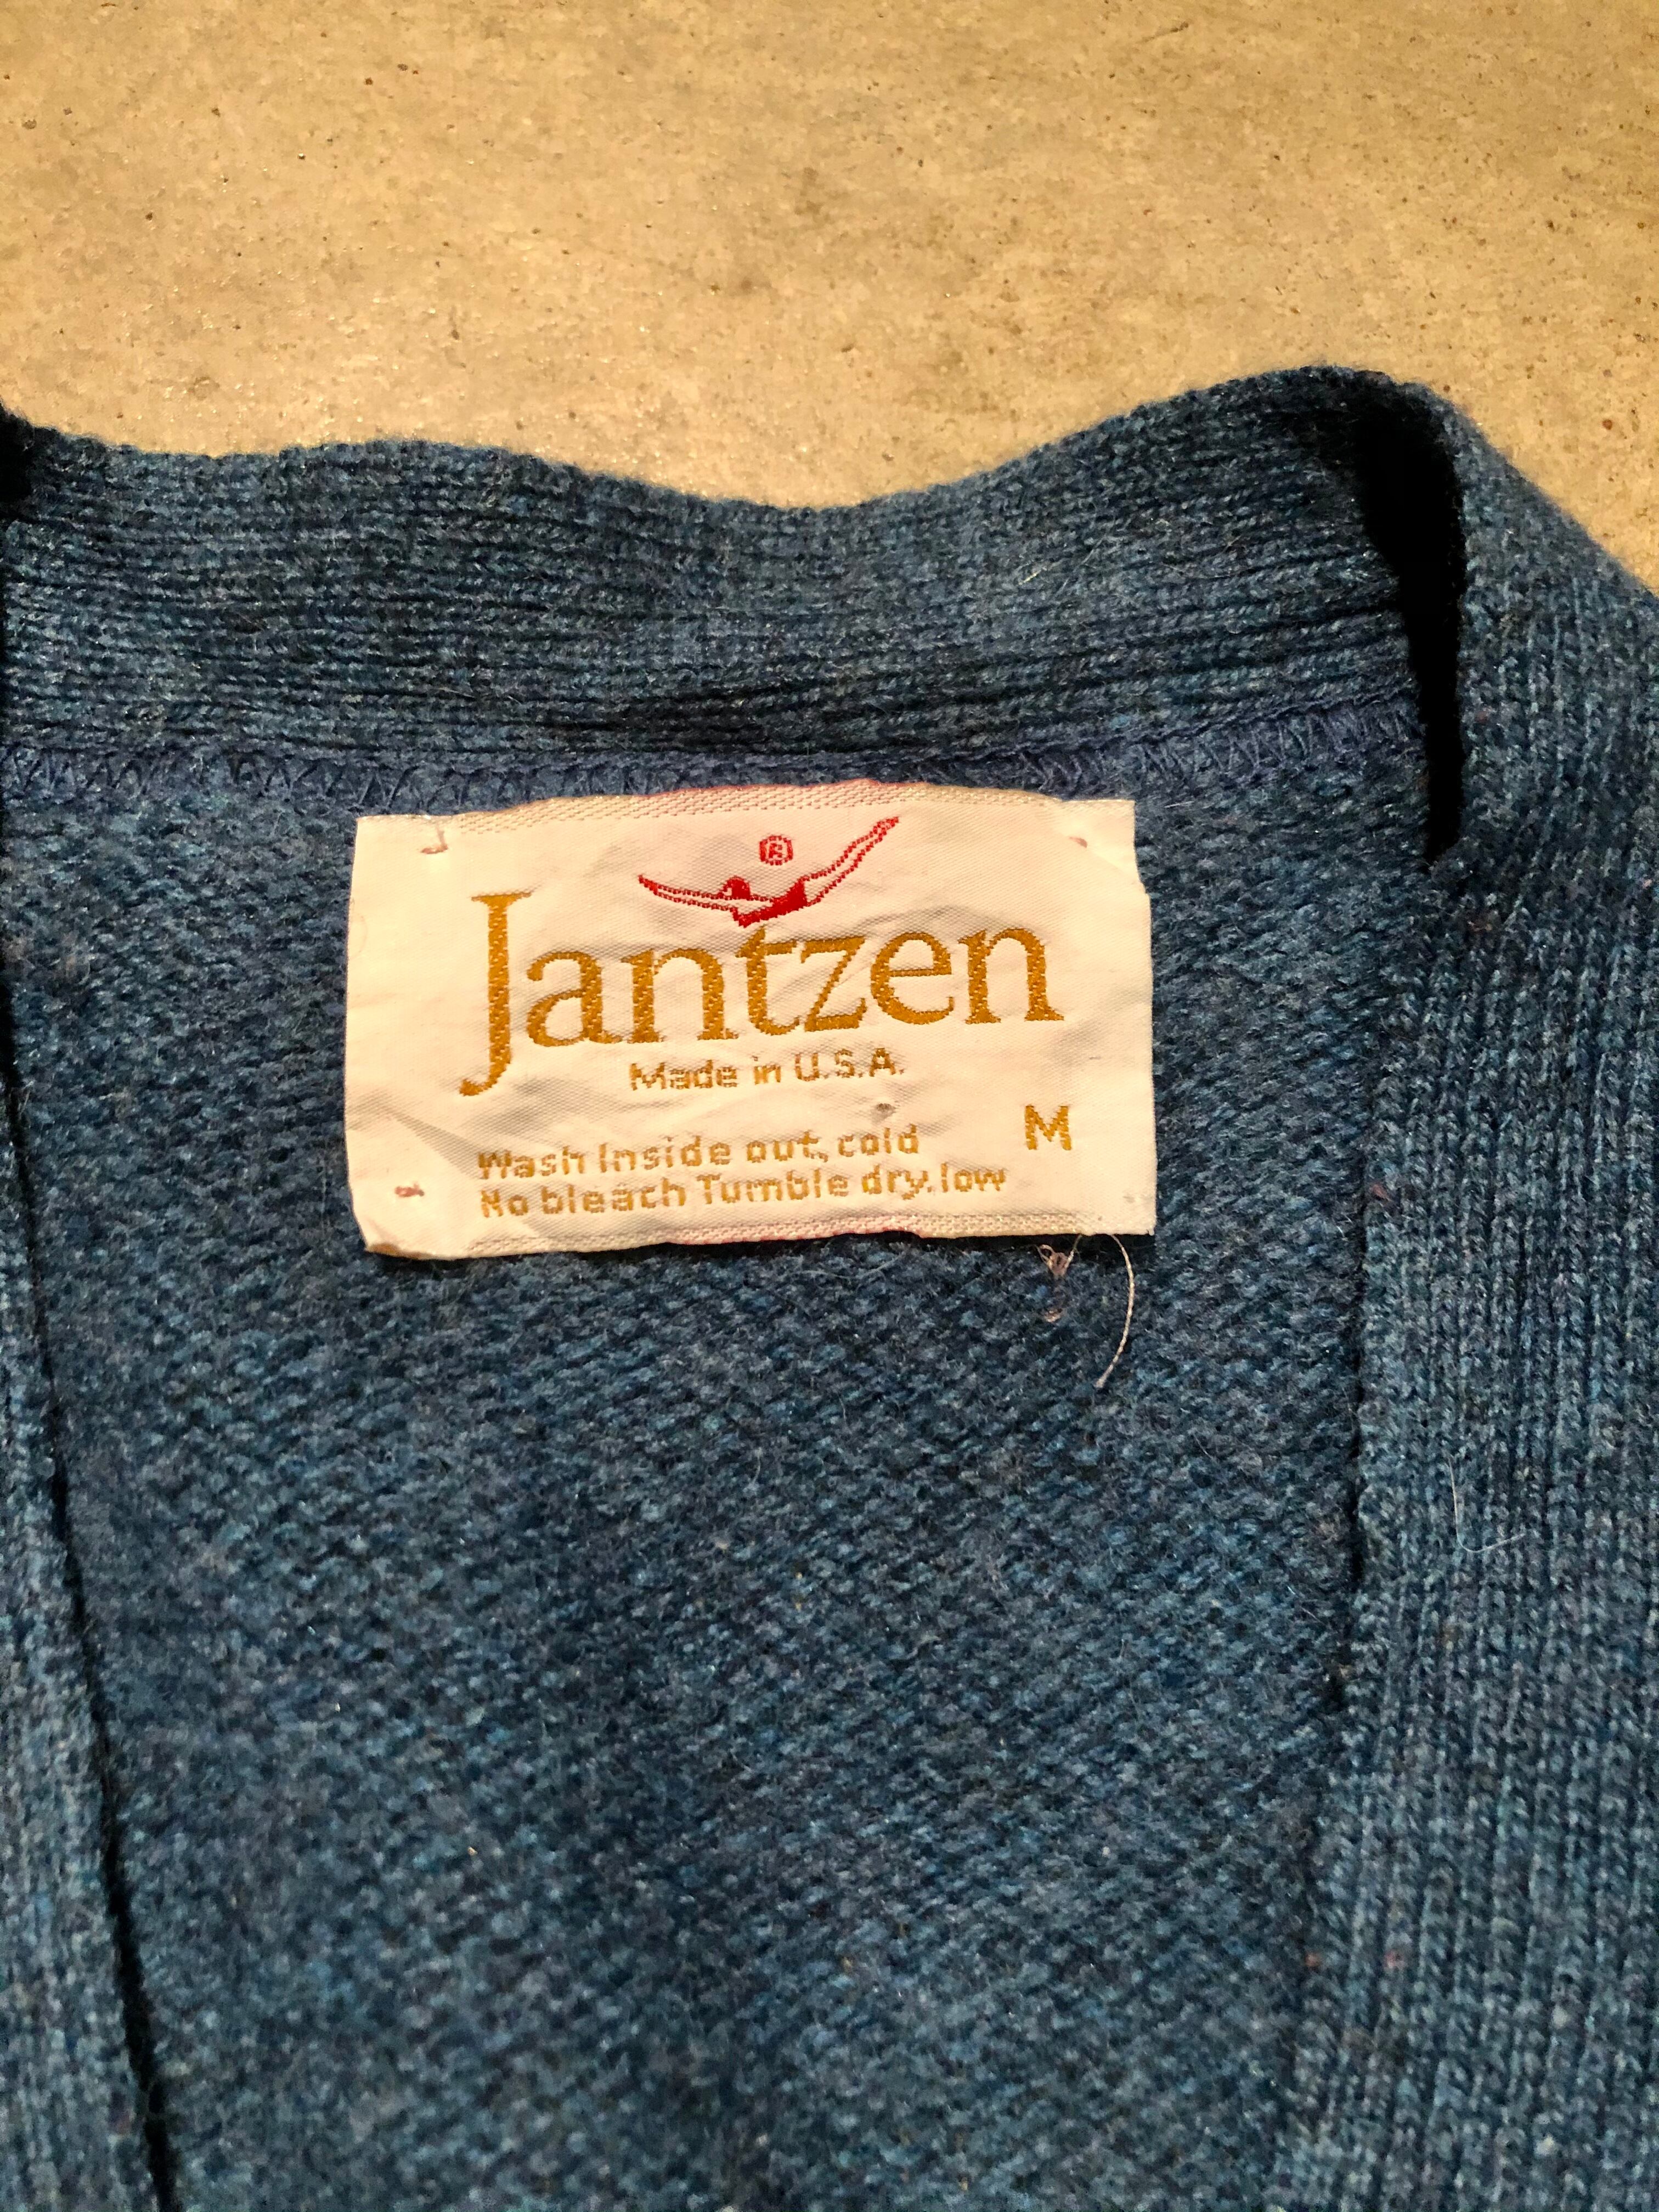 ®
Jantzen
Made in U.S.A.
M
Wash Inside out, cold
No bleach Tumble dry, low